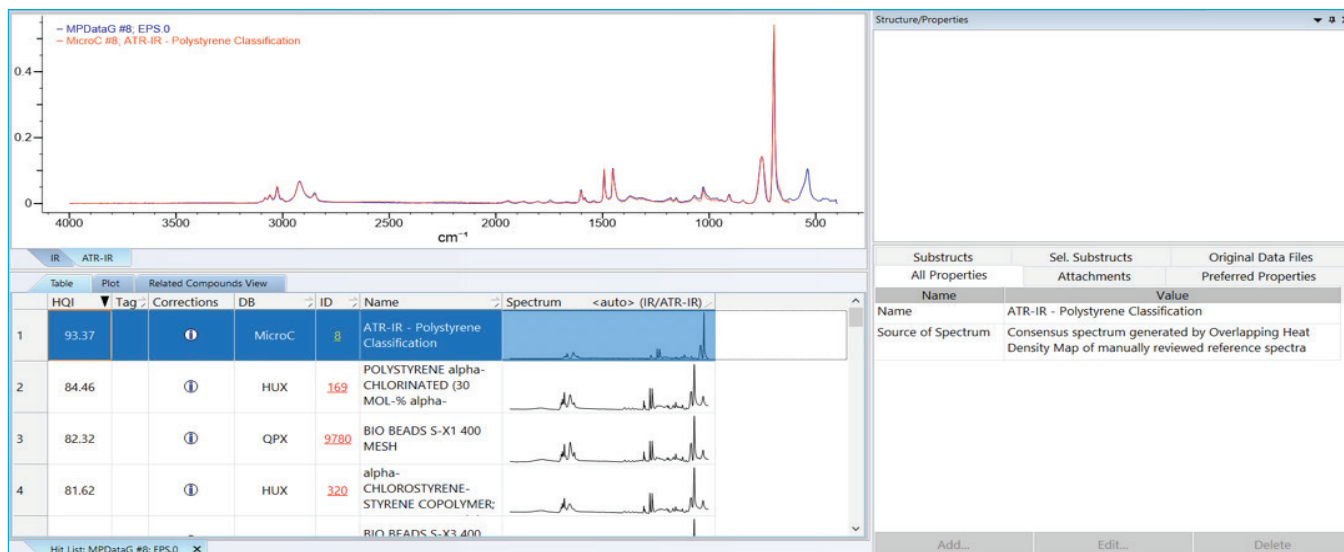 – MPDataG #8; EPS.0
– MicroC #8; ATR-IR - Polystyrene Classification
0.4
0.2
0
4000 3500 3000 2500 2000 1500 1000 500
cm⁻¹
IR ATR-IR
Table Plot Related Compounds View
HQI Tag Corrections DB ID Name Spectrum <auto> (IR/ATR-IR)
1 93.37 MicroC 8 ATR-IR - Polystyrene
Classification
2 84.46 HUX 169 POLYSTYRENE alpha-
CHLORINATED (30
MOL-% alpha-
3 82.32 QPX 9780 BIO BEADS S-X1 400
MESH
4 81.62 HUX 320 alpha-
CHLOROSTYRENE-
STYRENE COPOLYMER;
BIO BEADS S-X3 400
Hit List: MPDataG #8; EPS.0 X
Structure/Properties
Substructs Sel. Substructs Original Data Files
All Properties Attachments Preferred Properties
Name Value
Name ATR-IR - Polystyrene Classification
Source of Spectrum Consensus spectrum generated by Overlapping Heat
Density Map of manually reviewed reference spectra
Add... Edit... Delete